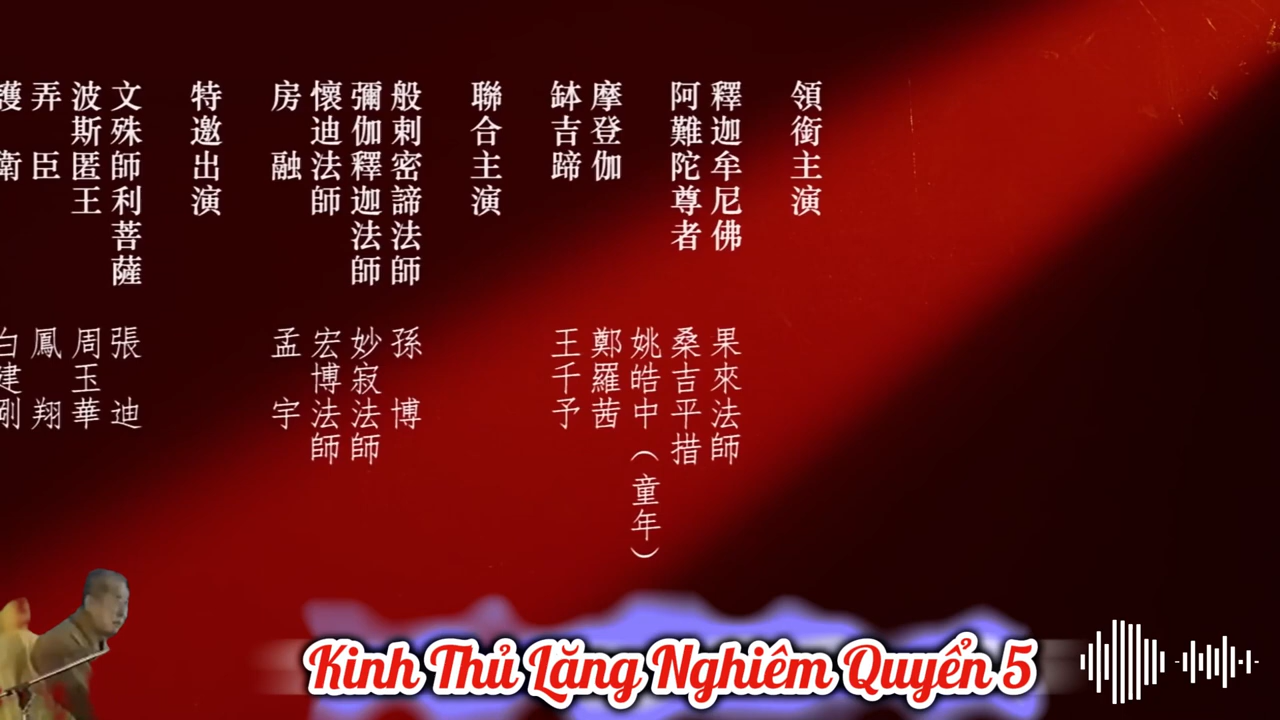 領銜主演
釋迦牟尼佛 果來法師
阿難陀尊者 桑吉平措
姚皓中（童年）
摩登伽 鄭羅茜
缽吉蹄 王千予
聯合主演
般剌密諦法師 孫博
彌伽釋迦法師 妙寂法師
懷迪法師 宏博法師
房融 孟宇
特邀出演
文殊師利菩薩 張迪
波斯匿王 周玉華
弄臣 鳳翔
護衛 白建剛
Kinh Thủ Lăng Nghiêm Quyển 5